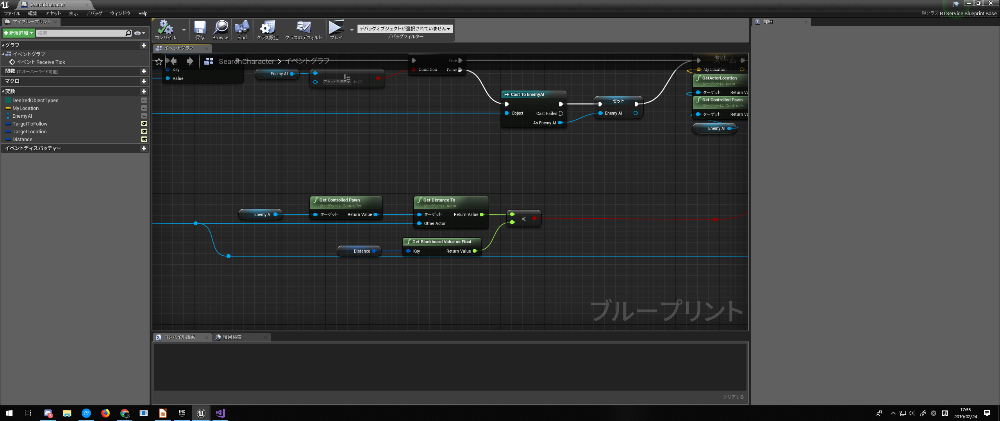 SearchCharacter
ファイル 編集 アセット 表示 デバッグ ウィンドウ Help
親クラス BTService Blueprint Base
マイブループリント
新規追加
検索
グラフ
イベントグラフ
イベント Receive Tick
関数 (7 オーバーライド可能)
マクロ
変数
DesiredObjectTypes
MyLocation
EnemyAI
TargetToFollow
TargetLocation
Distance
イベントディスパッチャー
コンパイル
保存
Browse
Find
クラス設定
クラスのデフォルト
プレイ
デバッグオブジェクトが選択されていません
デバッグフィルター
イベントグラフ
SearchCharacter > イベントグラフ
ズーム -1
Key
Value
Enemy AI
!=
アセットを選択
True
Condition
False
Cast To EnemyAI
Object
Cast Failed
As Enemy AI
セット
Enemy AI
セット
My Location
GetActorLocation
ターゲットは Actor
ターゲット
Return Va
Get Controlled Pawn
ターゲットは Controller
ターゲット
Return Va
Enemy AI
Enemy AI
Get Controlled Pawn
ターゲットは Controller
ターゲット
Return Value
Get Distance To
ターゲットは Actor
ターゲット
Return Value
Other Actor
<
Distance
Get Blackboard Value as Float
Key
Return Value
ブループリント
コンパイル結果
結果検索
クリアする
詳細
5
EPIC
GAMES
17:35
2019/02/24